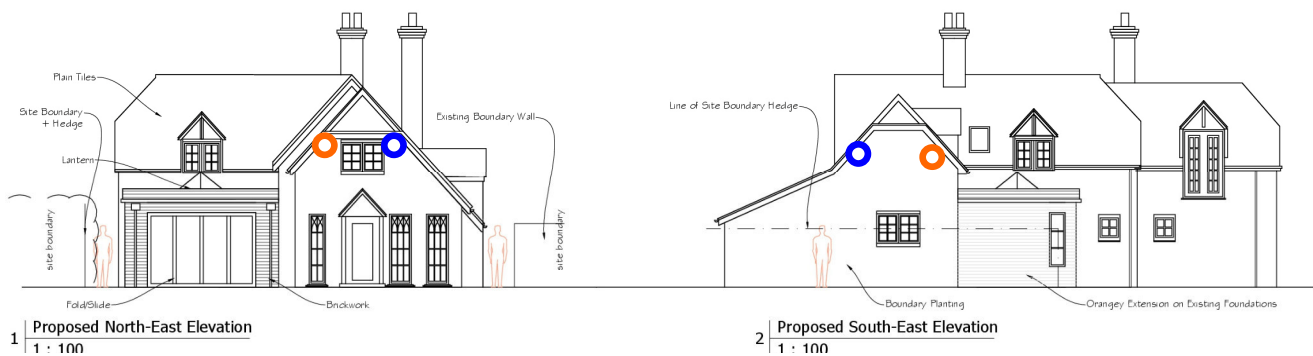 Plain Tiles
Site Boundary
+ Hedge
Lantern
site boundary
Fold/Slide
Brickwork
Existing Boundary Wall
site boundary
1
Proposed North-East Elevation
1 : 100
Line of Site Boundary Hedge
Boundary Planting
Orangey Extension on Existing Foundations
2
Proposed South-East Elevation
1 : 100